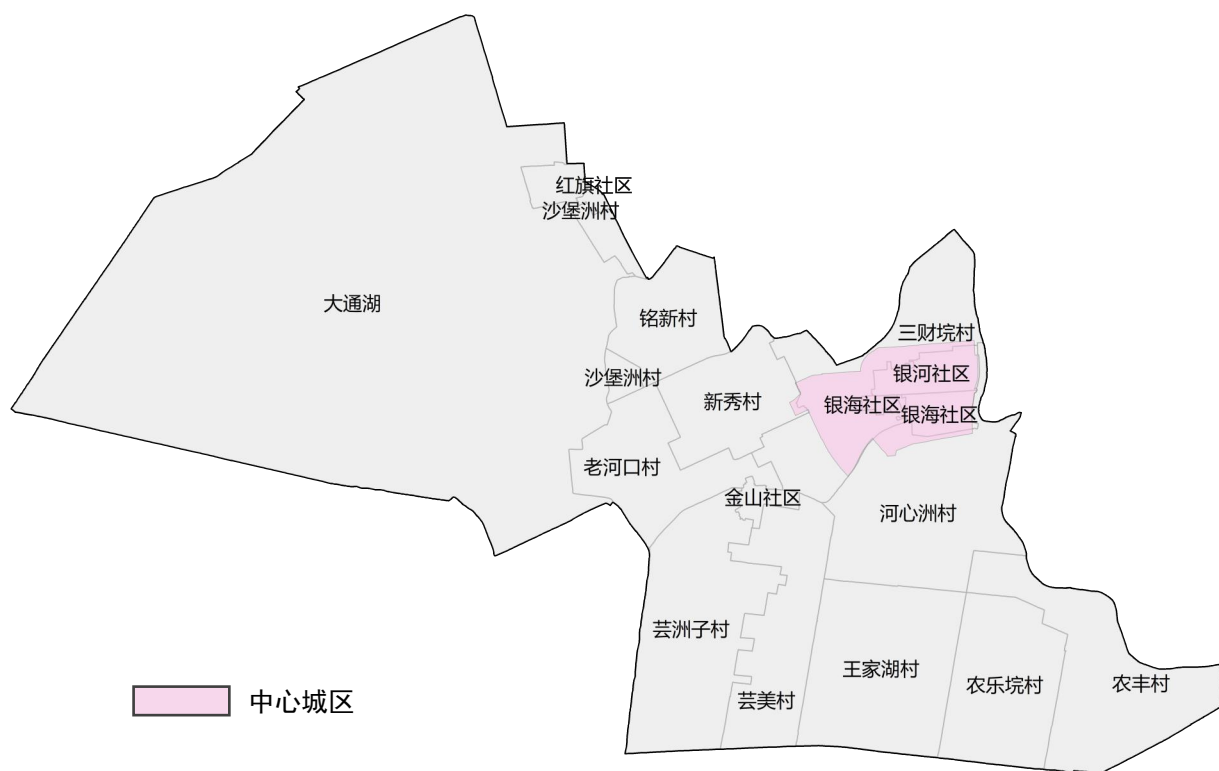 红旗社区
沙堡洲村
大通湖
铭新村
三财垸村
沙堡洲村
银河社区
新秀村
银海社区
银海社区
老河口村
金山社区
河心洲村
芸洲子村
王家湖村
农乐垸村
农丰村
芸美村
中心城区